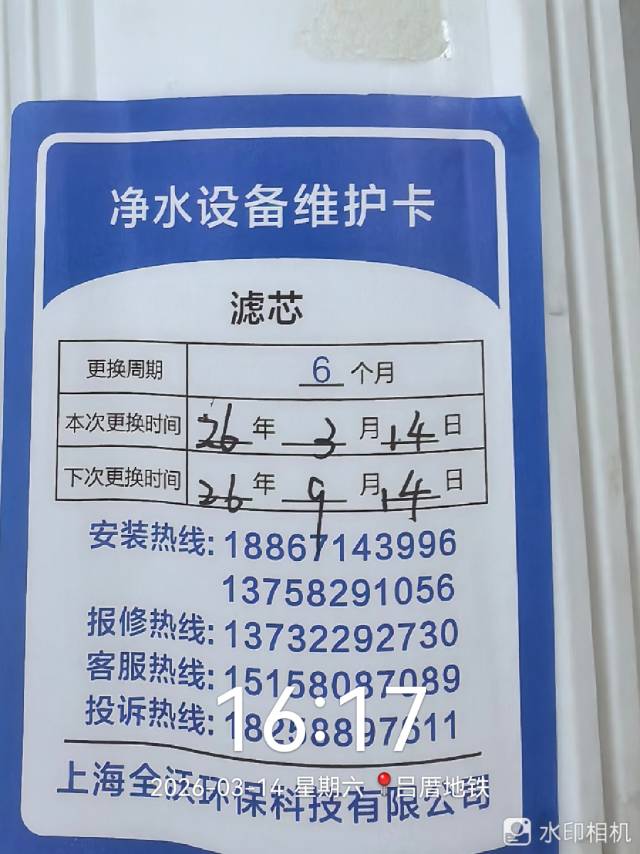 净水设备维护卡
滤芯
更换周期 6 个月
本次更换时间 26 年 3 月 14 日
下次更换时间 26 年 9 月 14 日
安装热线: 18867143996
13758291056
报修热线: 13732292730
客服热线: 15158087089
投诉热线:
16:17
上海全 环保科技有限公司
2026-03-14 星期六 吕厝地铁
水印相机